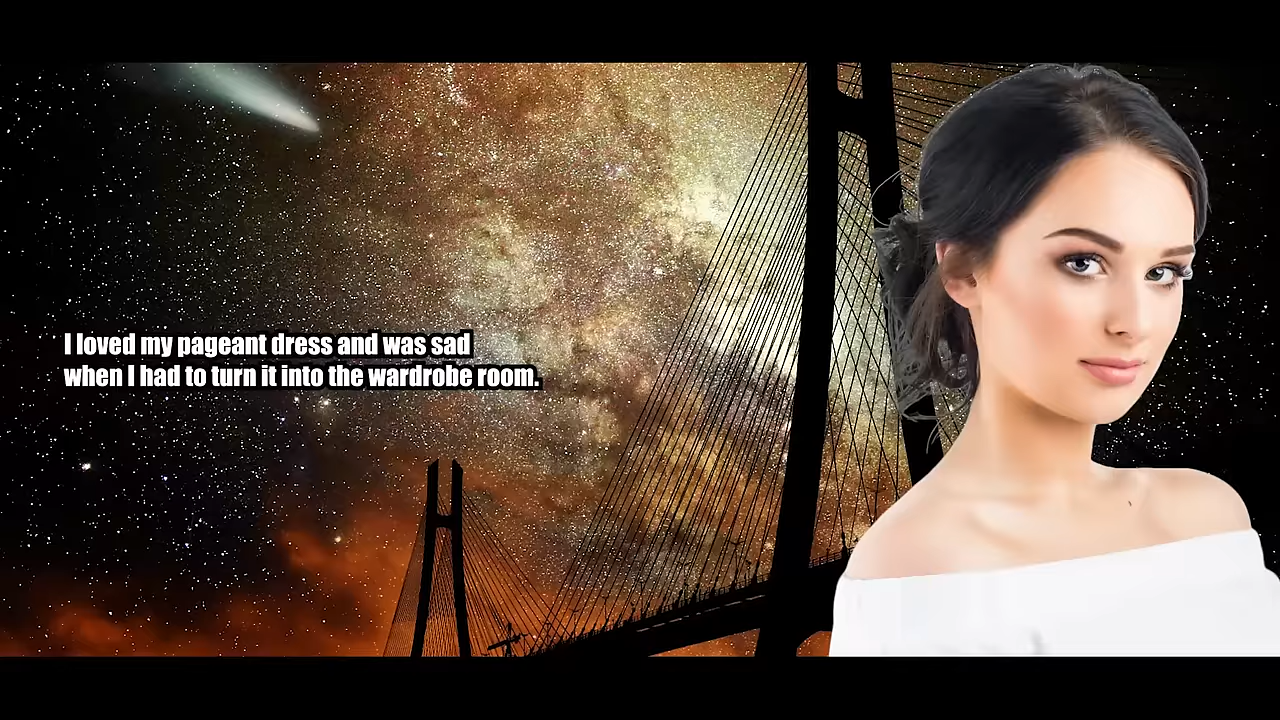 I loved my pageant dress and was sad
when I had to turn it into the wardrobe room.